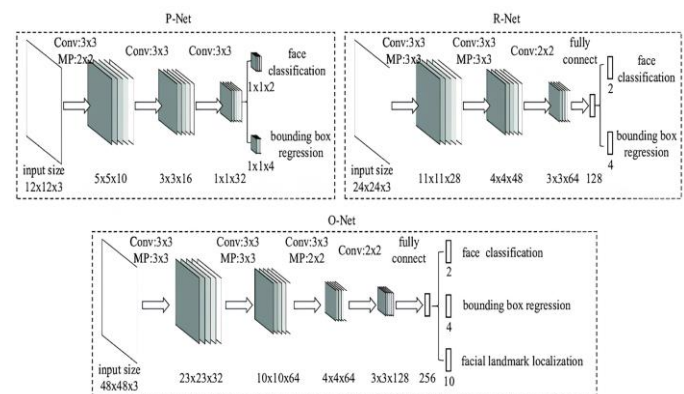 P-Net
Conv:3x3
MP:2x2
Conv:3x3
Conv:3x3
face
classification
1x1x2
bounding box
regression
1x1x4
input size
12x12x3
5x5x10
3x3x16
1x1x32
R-Net
Conv:3x3
MP:3x3
Conv:3x3
MP:3x3
Conv:2x2
fully
connect
face
classification
2
bounding box
regression
4
input size
24x24x3
11x11x28
4x4x48
3x3x64
128
O-Net
Conv:3x3
MP:3x3
Conv:3x3
MP:3x3
Conv:3x3
MP:2x2
Conv:2x2
fully
connect
face classification
2
bounding box regression
4
facial landmark localization
10
input size
48x48x3
23x23x32
10x10x64
4x4x64
3x3x128
256